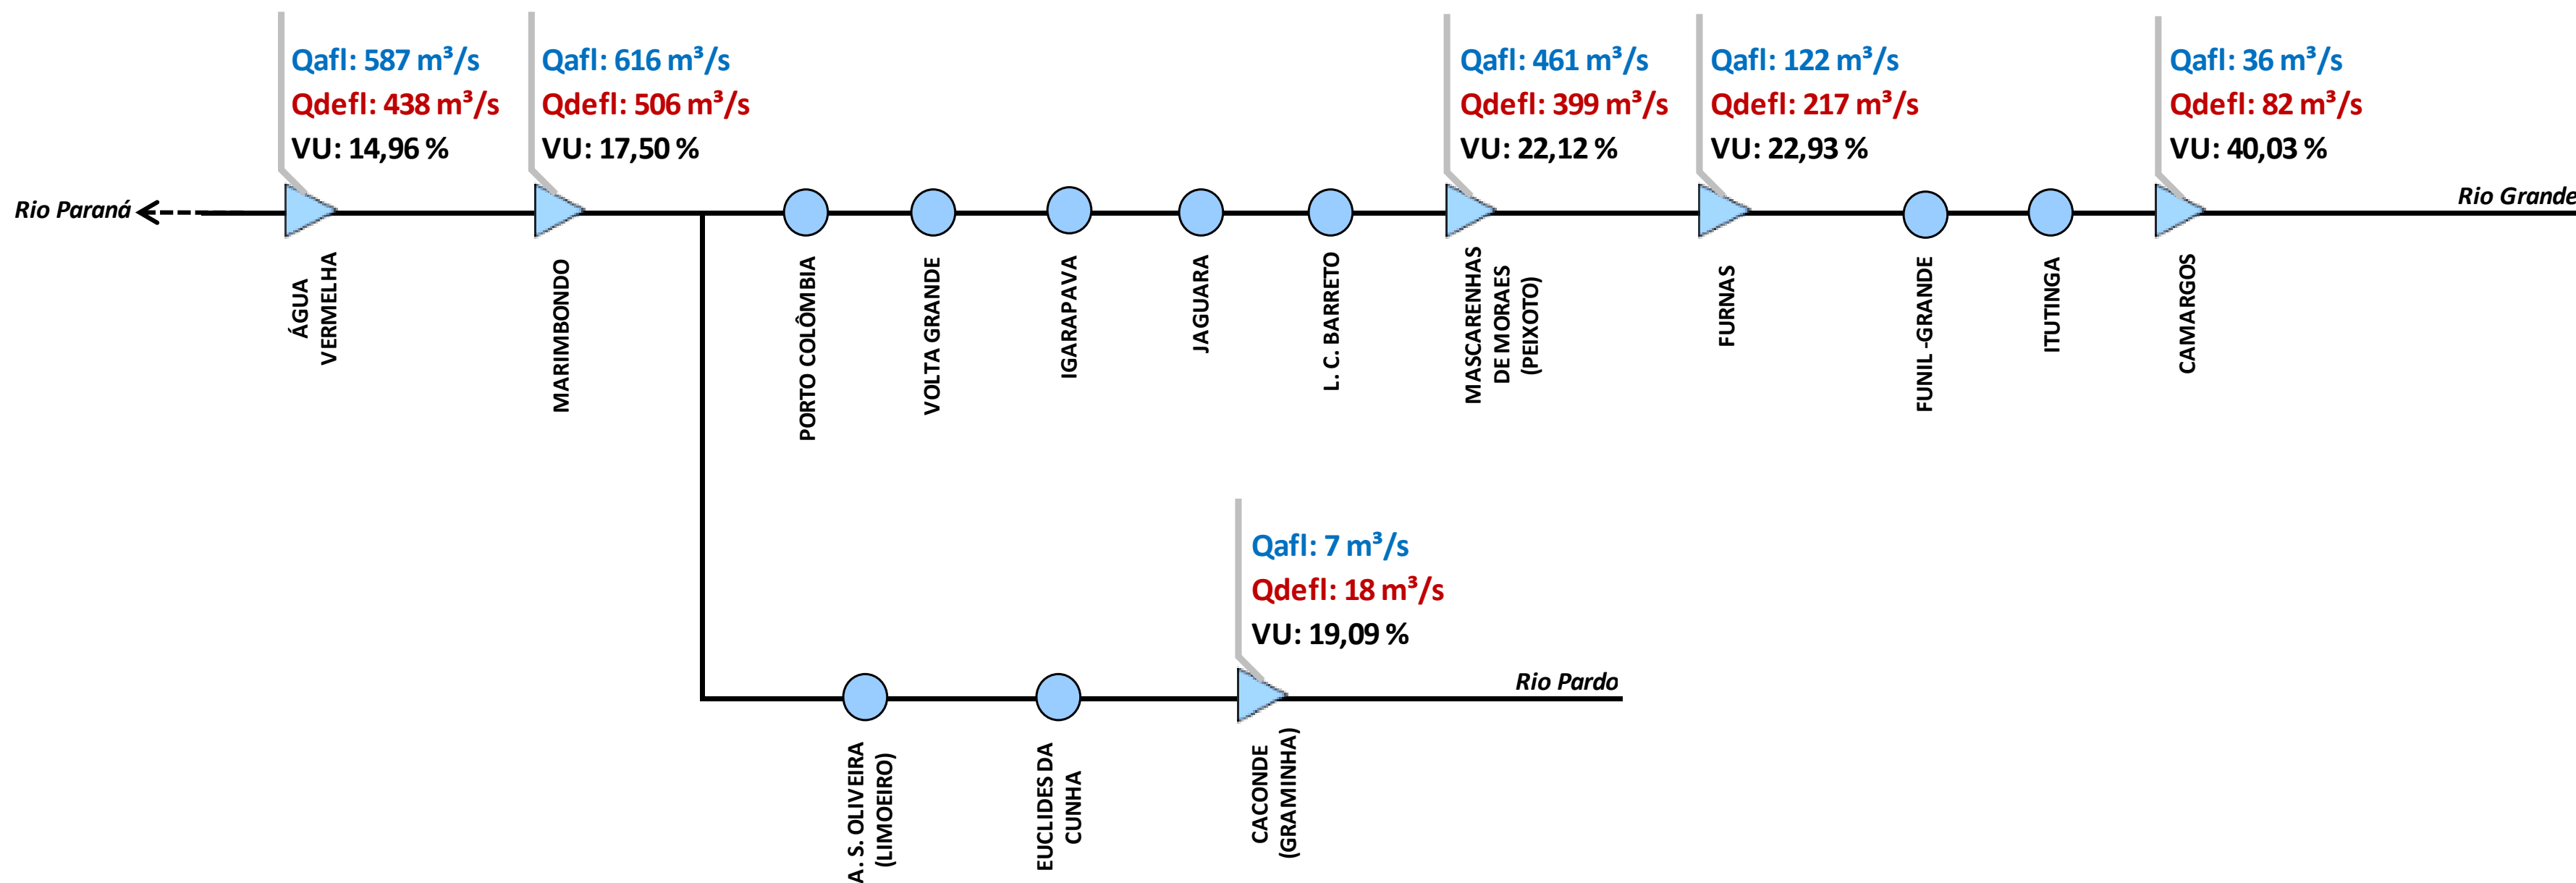 Qafl: 587 m³/s
Qdefl: 438 m³/s
VU: 14,96 %
Qafl: 616 m³/s
Qdefl: 506 m³/s
VU: 17,50 %
Qafl: 461 m³/s
Qdefl: 399 m³/s
VU: 22,12 %
Qafl: 122 m³/s
Qdefl: 217 m³/s
VU: 22,93 %
Qafl: 36 m³/s
Qdefl: 82 m³/s
VU: 40,03 %
Rio Paraná
Rio Grande
ÁGUA
VERMELHA
MARIMBONDO
PORTO COLÔMBIA
VOLTA GRANDE
IGARAPAVA
JAGUARA
L. C. BARRETO
MASCARENHAS
DE MORAES
(PEIXOTO)
FURNAS
FUNIL -GRANDE
ITUTINGA
CAMARGOS
Qafl: 7 m³/s
Qdefl: 18 m³/s
VU: 19,09 %
Rio Pardo
A. S. OLIVEIRA
(LIMOEIRO)
EUCLIDES DA
CUNHA
CACONDE
(GRAMINHA)